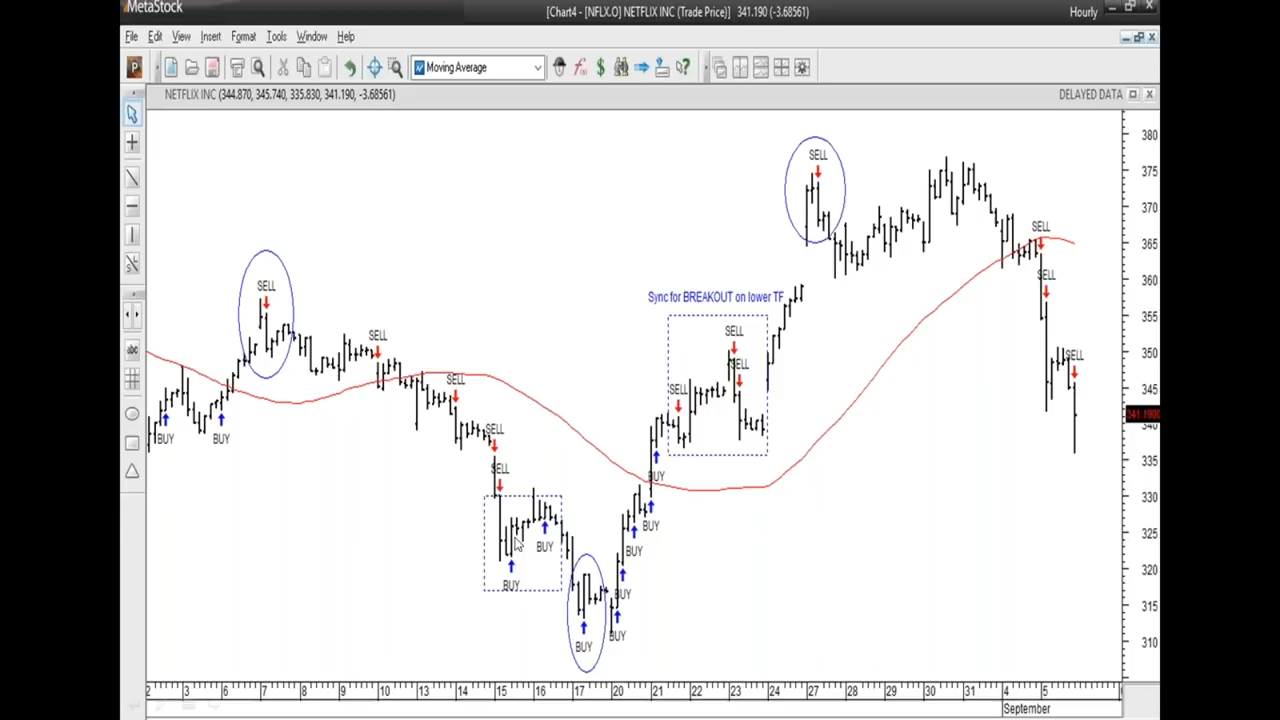 MetaStock
[Chart4 - [NFLX.O] NETFLIX INC (Trade Price)] 341.190 (-3.68561)
Hourly
File Edit View Insert Format Tools Window Help
Moving Average
NETFLIX INC (344.870, 345.740, 335.830, 341.190, -3.68561)
DELAYED DATA
380
SELL
375
370
SELL
365
SELL
360
SELL
Sync for BREAKOUT on lower TF
355
SELL
SELL
350
SELL
SELL
SELL
SELL
345
341.1900
340
BUY
BUY
SELL
335
SELL
BUY
330
BUY
325
BUY
BUY
320
BUY
BUY
315
BUY
BUY
310
2 3 6 7 8 9 10 13 14 15 16 17 20 21 22 23 24 27 28 29 30 31 4 5
September
abc